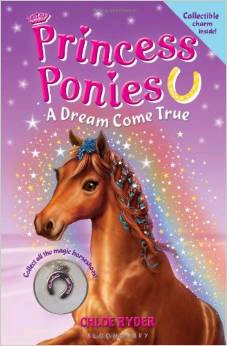 Collectible
charm
inside!
Princess
Ponies
A Dream Come True
Collect all the magic horseshoes!
CHLOE RYDER
BLOOMSBURY